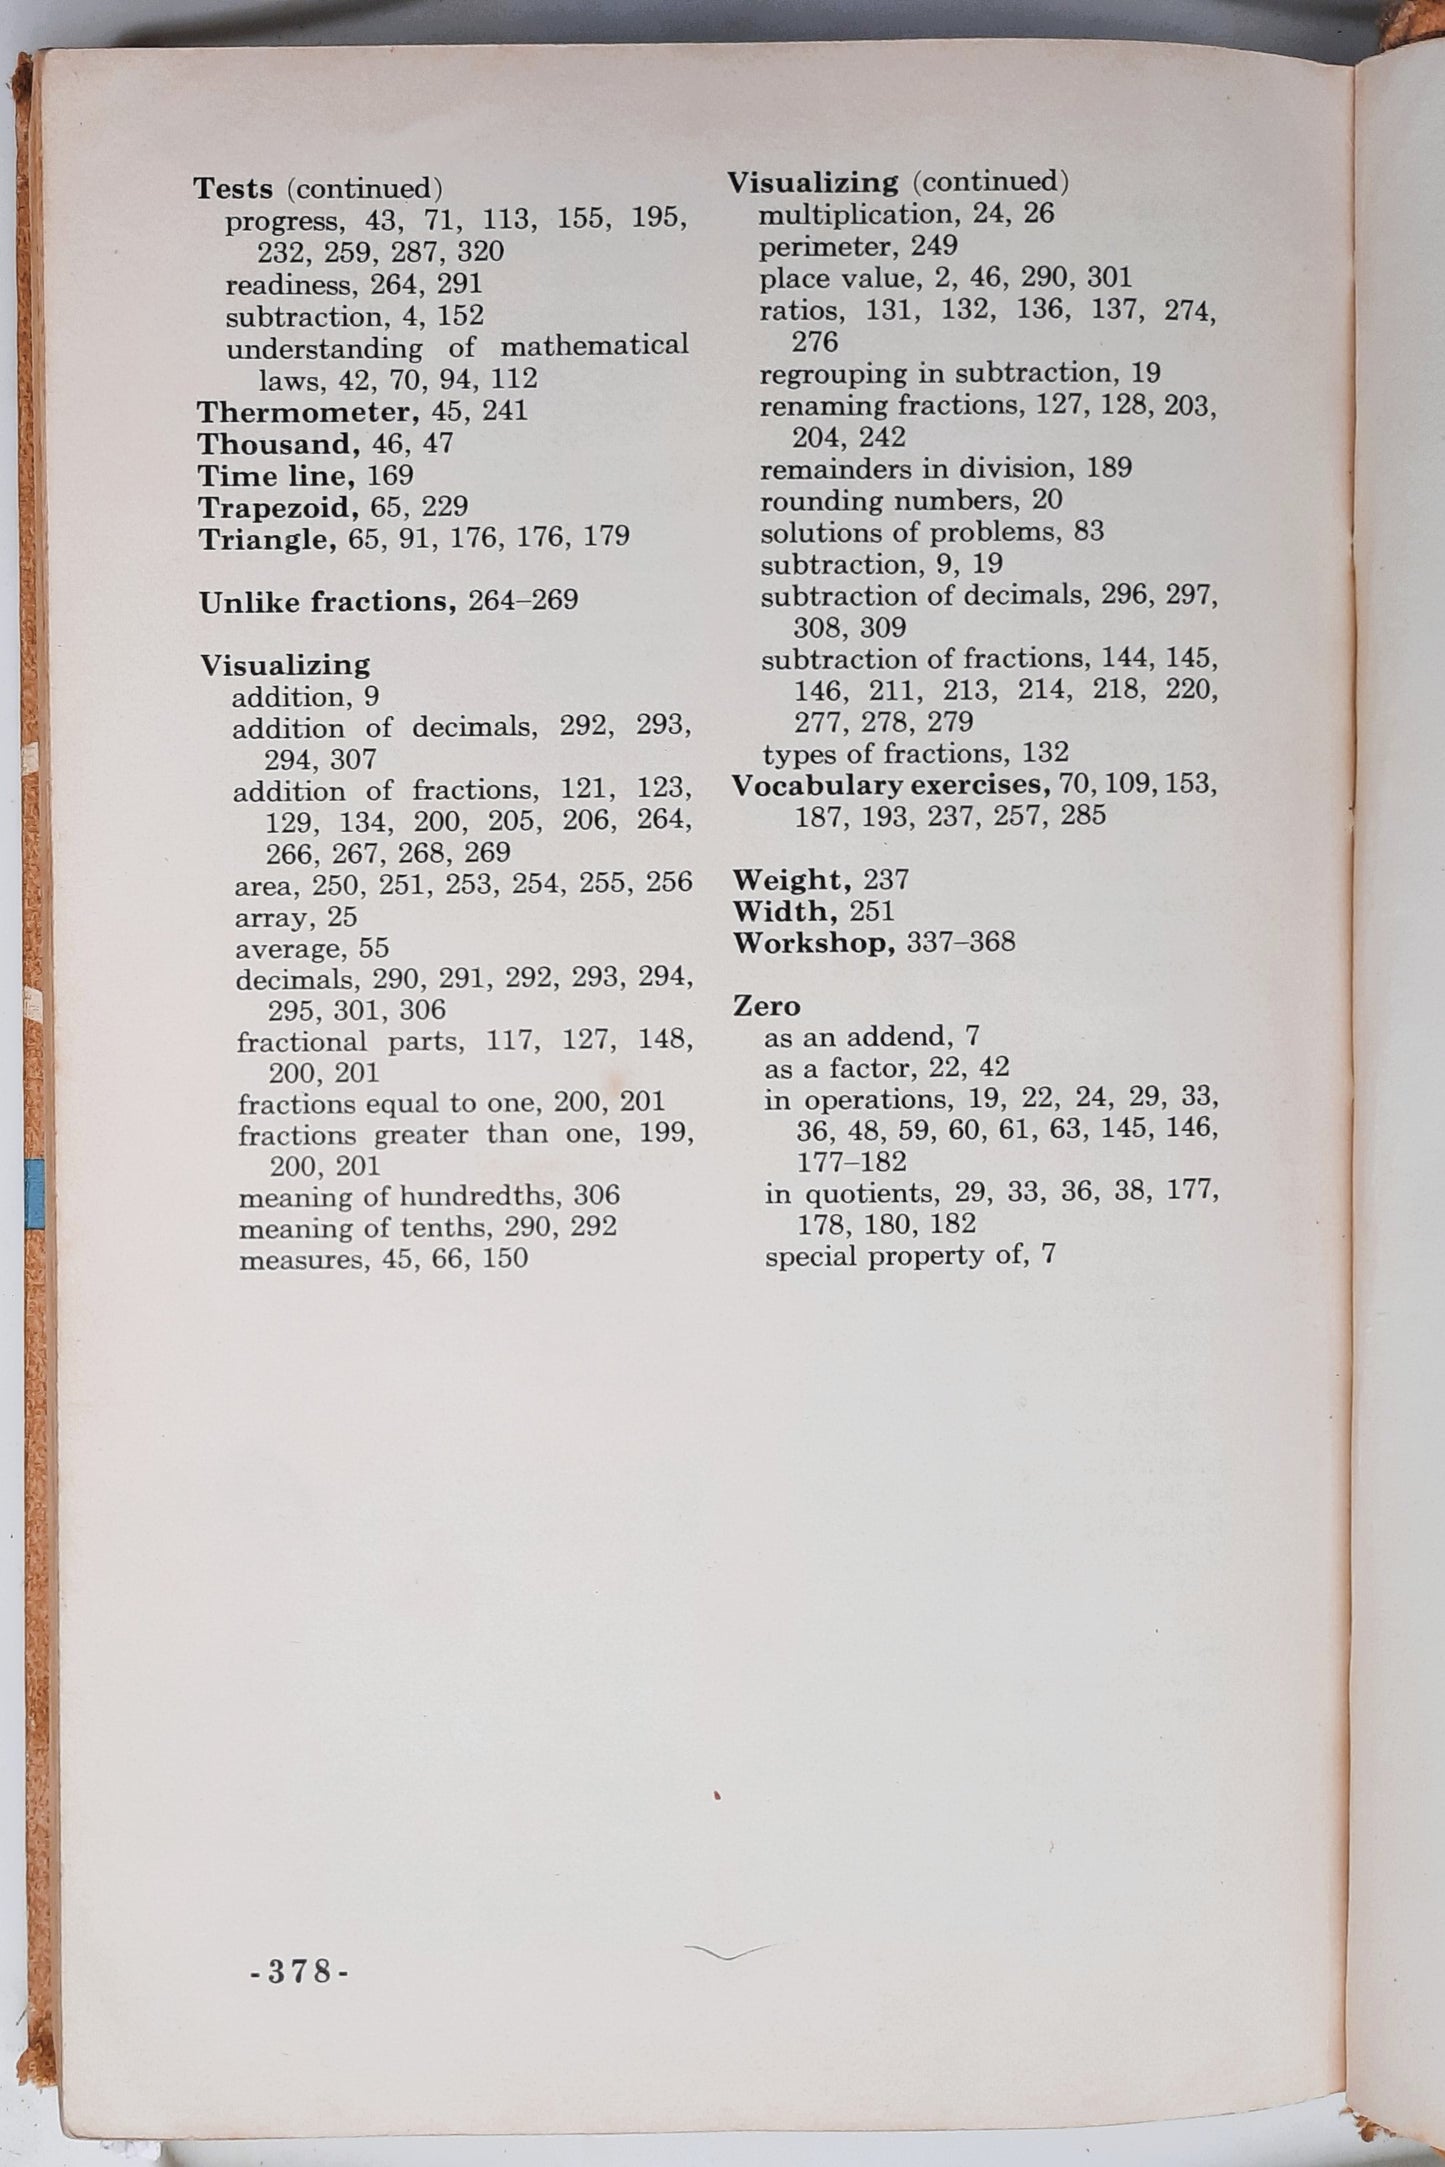 Tests (continued)
progress, 43, 71, 113, 155, 195,
232, 259, 287, 320
readiness, 264, 291
subtraction, 4, 152
understanding of mathematical
laws, 42, 70, 94, 112
Thermometer, 45, 241
Thousand, 46, 47
Time line, 169
Trapezoid, 65, 229
Triangle, 65, 91, 176, 176, 179
Unlike fractions, 264–269
Visualizing
addition, 9
addition of decimals, 292, 293,
294, 307
addition of fractions, 121, 123,
129, 134, 200, 205, 206, 264,
266, 267, 268, 269
area, 250, 251, 253, 254, 255, 256
array, 25
average, 55
decimals, 290, 291, 292, 293, 294,
295, 301, 306
fractional parts, 117, 127, 148,
200, 201
fractions equal to one, 200, 201
fractions greater than one, 199,
200, 201
meaning of hundredths, 306
meaning of tenths, 290, 292
measures, 45, 66, 150
Visualizing (continued)
multiplication, 24, 26
perimeter, 249
place value, 2, 46, 290, 301
ratios, 131, 132, 136, 137, 274,
276
regrouping in subtraction, 19
renaming fractions, 127, 128, 203,
204, 242
remainders in division, 189
rounding numbers, 20
solutions of problems, 83
subtraction, 9, 19
subtraction of decimals, 296, 297,
308, 309
subtraction of fractions, 144, 145,
146, 211, 213, 214, 218, 220,
277, 278, 279
types of fractions, 132
Vocabulary exercises, 70, 109, 153,
187, 193, 237, 257, 285
Weight, 237
Width, 251
Workshop, 337–368
Zero
as an addend, 7
as a factor, 22, 42
in operations, 19, 22, 24, 29, 33,
36, 48, 59, 60, 61, 63, 145, 146,
177–182
in quotients, 29, 33, 36, 38, 177,
178, 180, 182
special property of, 7
-378-